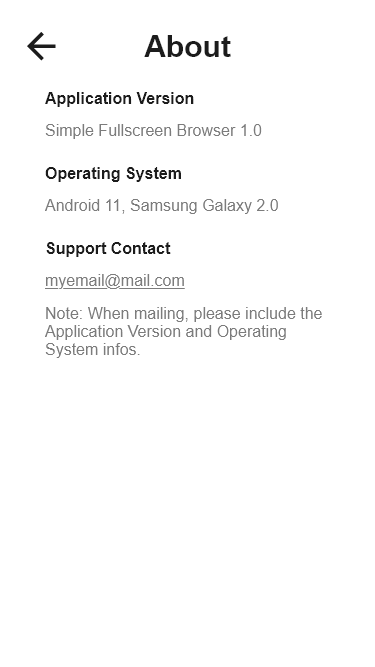 About
Application Version
Simple Fullscreen Browser 1.0
Operating System
Android 11, Samsung Galaxy 2.0
Support Contact
myemail@mail.com
Note: When mailing, please include the
Application Version and Operating
System infos.